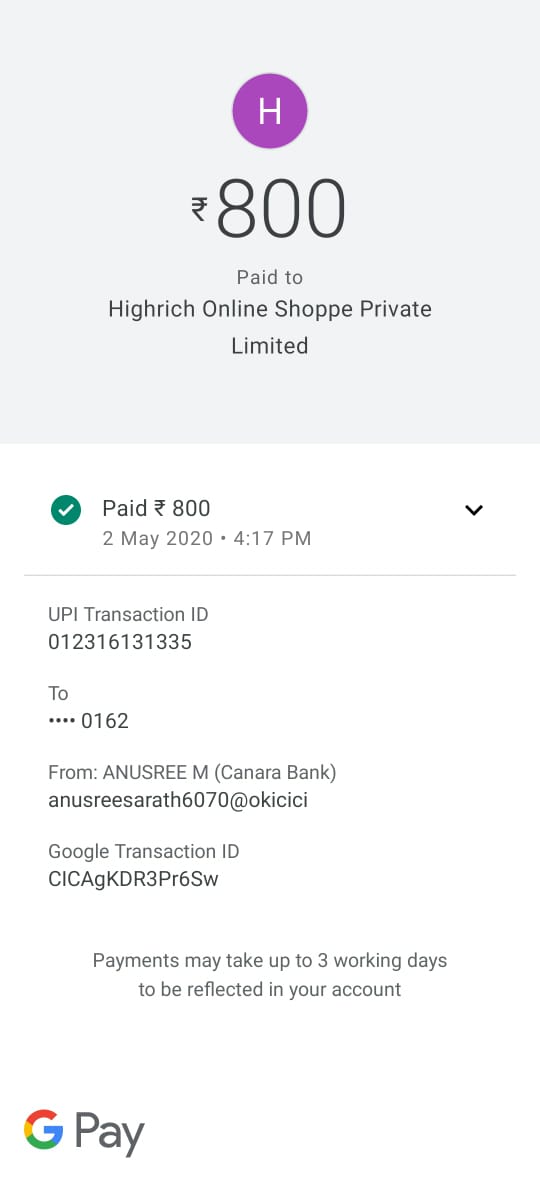 H
₹800
Paid to
Highrich Online Shoppe Private
Limited
Paid ₹ 800
2 May 2020 • 4:17 PM
UPI Transaction ID
012316131335
To
•••• 0162
From: ANUSREE M (Canara Bank)
anusreesarath6070@okicici
Google Transaction ID
CICAgKDR3Pr6Sw
Payments may take up to 3 working days
to be reflected in your account
G Pay